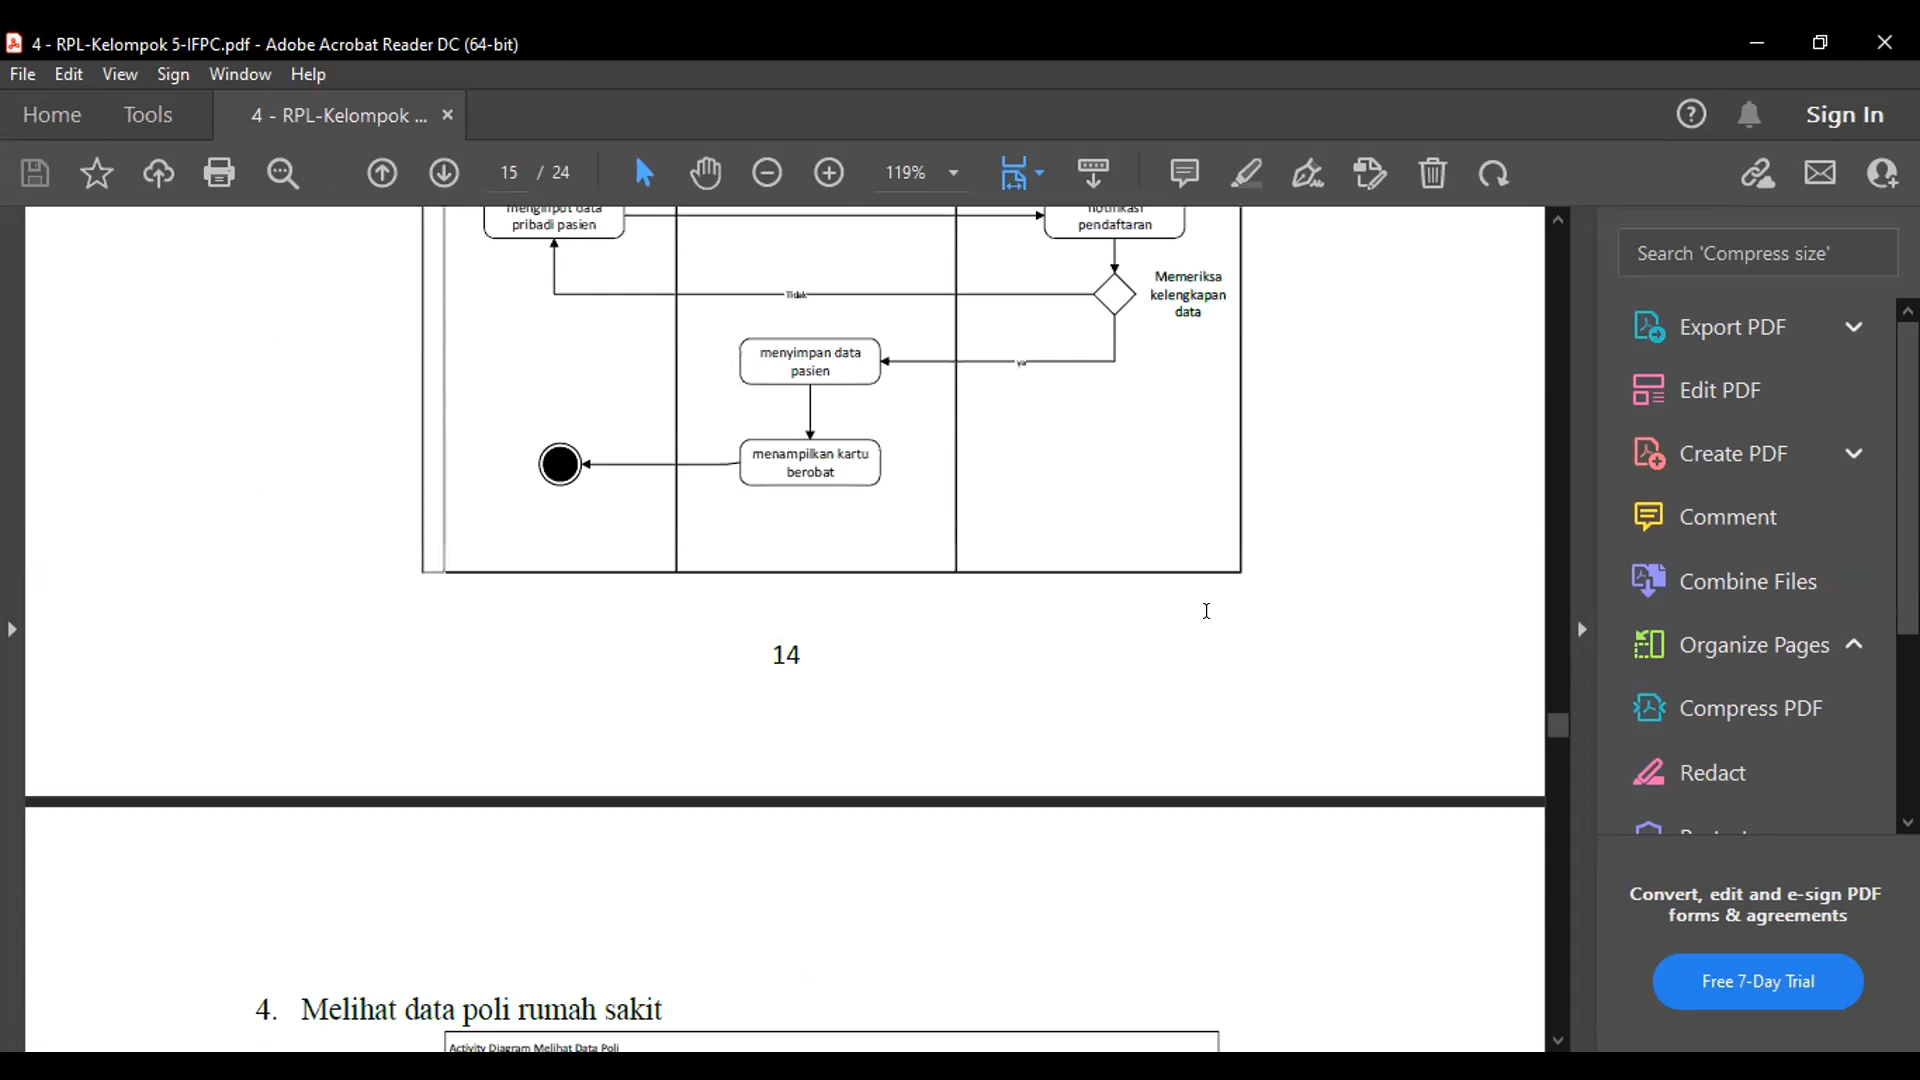 4 - RPL-Kelompok 5-IFPC.pdf - Adobe Acrobat Reader DC (64-bit)
File Edit View Sign Window Help
Home Tools 4 - RPL-Kelompok ... Sign In
15 / 24 119%
menginput data
pribadi pasien
notifikasi
pendaftaran
Memeriksa
kelengkapan
data
Tidak
menyimpan data
pasien
ya
menampilkan kartu
berobat
14
4. Melihat data poli rumah sakit
Activity Diagram Melihat Data Poli
Search 'Compress size'
Export PDF
Edit PDF
Create PDF
Comment
Combine Files
Organize Pages
Compress PDF
Redact
Convert, edit and e-sign PDF
forms & agreements
Free 7-Day Trial